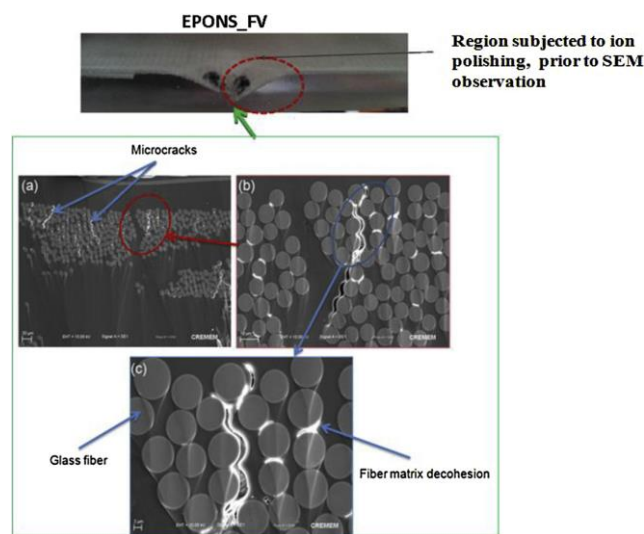 EPONS_FV
Region subjected to ion
polishing, prior to SEM
observation
Microcracks
(a)
(b)
CREMEM
CREMEM
(c)
Glass fiber
Fiber matrix decohesion
CREMEM